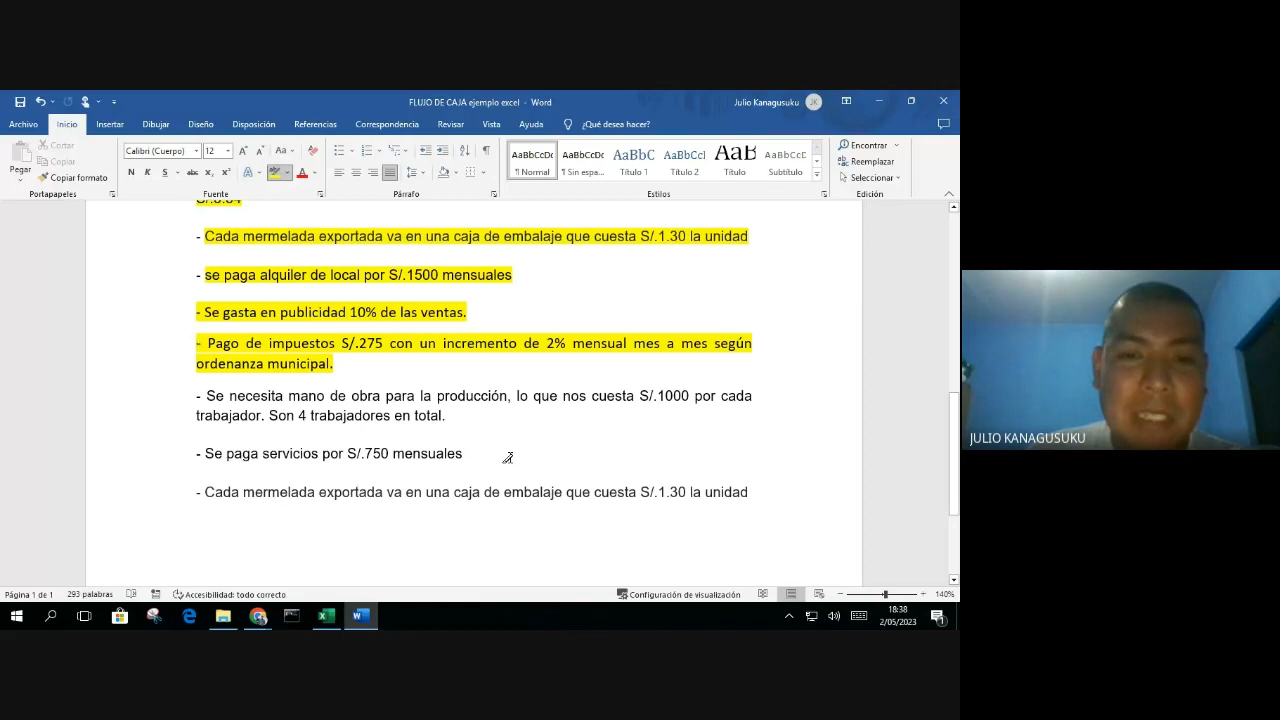 FLUJO DE CAJA ejemplo excel - Word
Julio Kanagusuku JK
Archivo Inicio Insertar Dibujar Diseño Disposición Referencias Correspondencia Revisar Vista Ayuda ¿Qué desea hacer?
Pegar
Cortar
Copiar
Copiar formato
Portapapeles
Calibri (Cuerpo) 12
N K S abc x₂ x²
Fuente
Párrafo
AaBbCcDc
¶ Normal
AaBbCcDc
¶ Sin espa...
AaBbC
Título 1
AaBbCcI
Título 2
AaB
Título
AaBbCcD
Subtítulo
Estilos
Encontrar
Reemplazar
Seleccionar
Edición
- Cada mermelada exportada va en una caja de embalaje que cuesta S/.1.30 la unidad
- se paga alquiler de local por S/.1500 mensuales
- Se gasta en publicidad 10% de las ventas.
- Pago de impuestos S/.275 con un incremento de 2% mensual mes a mes según
ordenanza municipal.
- Se necesita mano de obra para la producción, lo que nos cuesta S/.1000 por cada
trabajador. Son 4 trabajadores en total.
- Se paga servicios por S/.750 mensuales
- Cada mermelada exportada va en una caja de embalaje que cuesta S/.1.30 la unidad
JULIO KANAGUSUKU
Página 1 de 1 293 palabras Accesibilidad: todo correcto Configuración de visualización 140%
18:38
2/05/2023